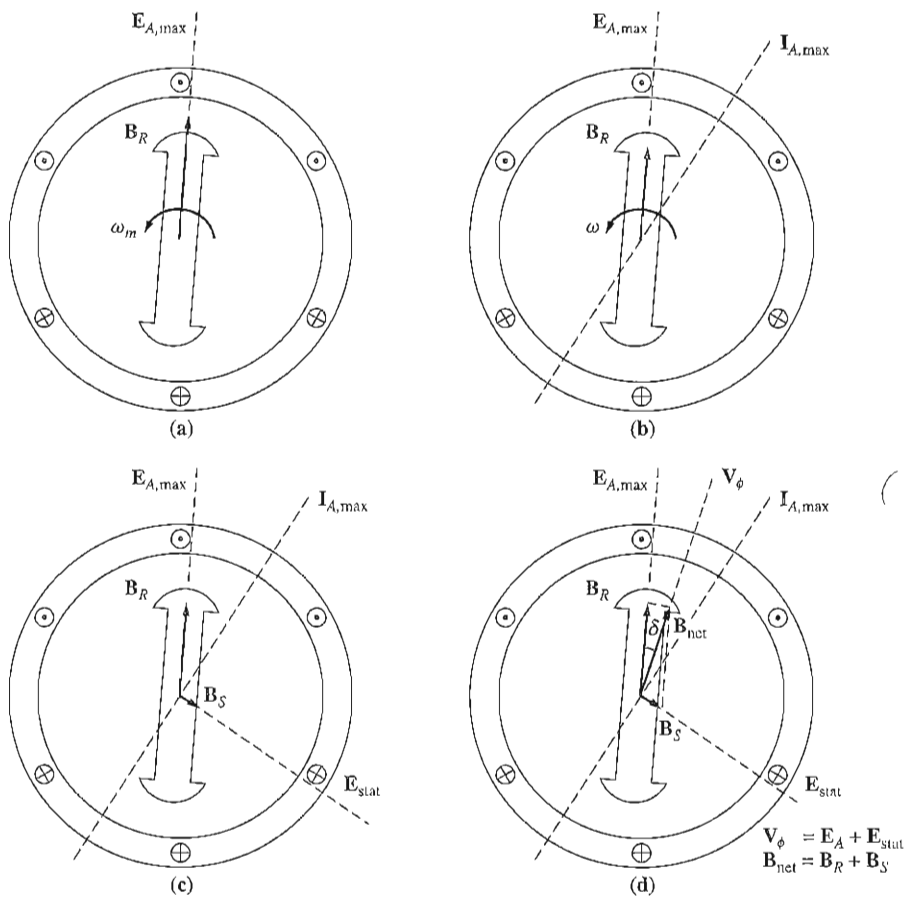 E_A,max
E_A,max
I_A,max
B_R
B_R
ω_m
ω
(a)
(b)
E_A,max
I_A,max
E_A,max
V_ϕ
I_A,max
B_R
B_R
δ
B_net
B_S
B_S
E_stat
E_stat
V_ϕ = E_A + E_stat
B_net = B_R + B_S
(c)
(d)